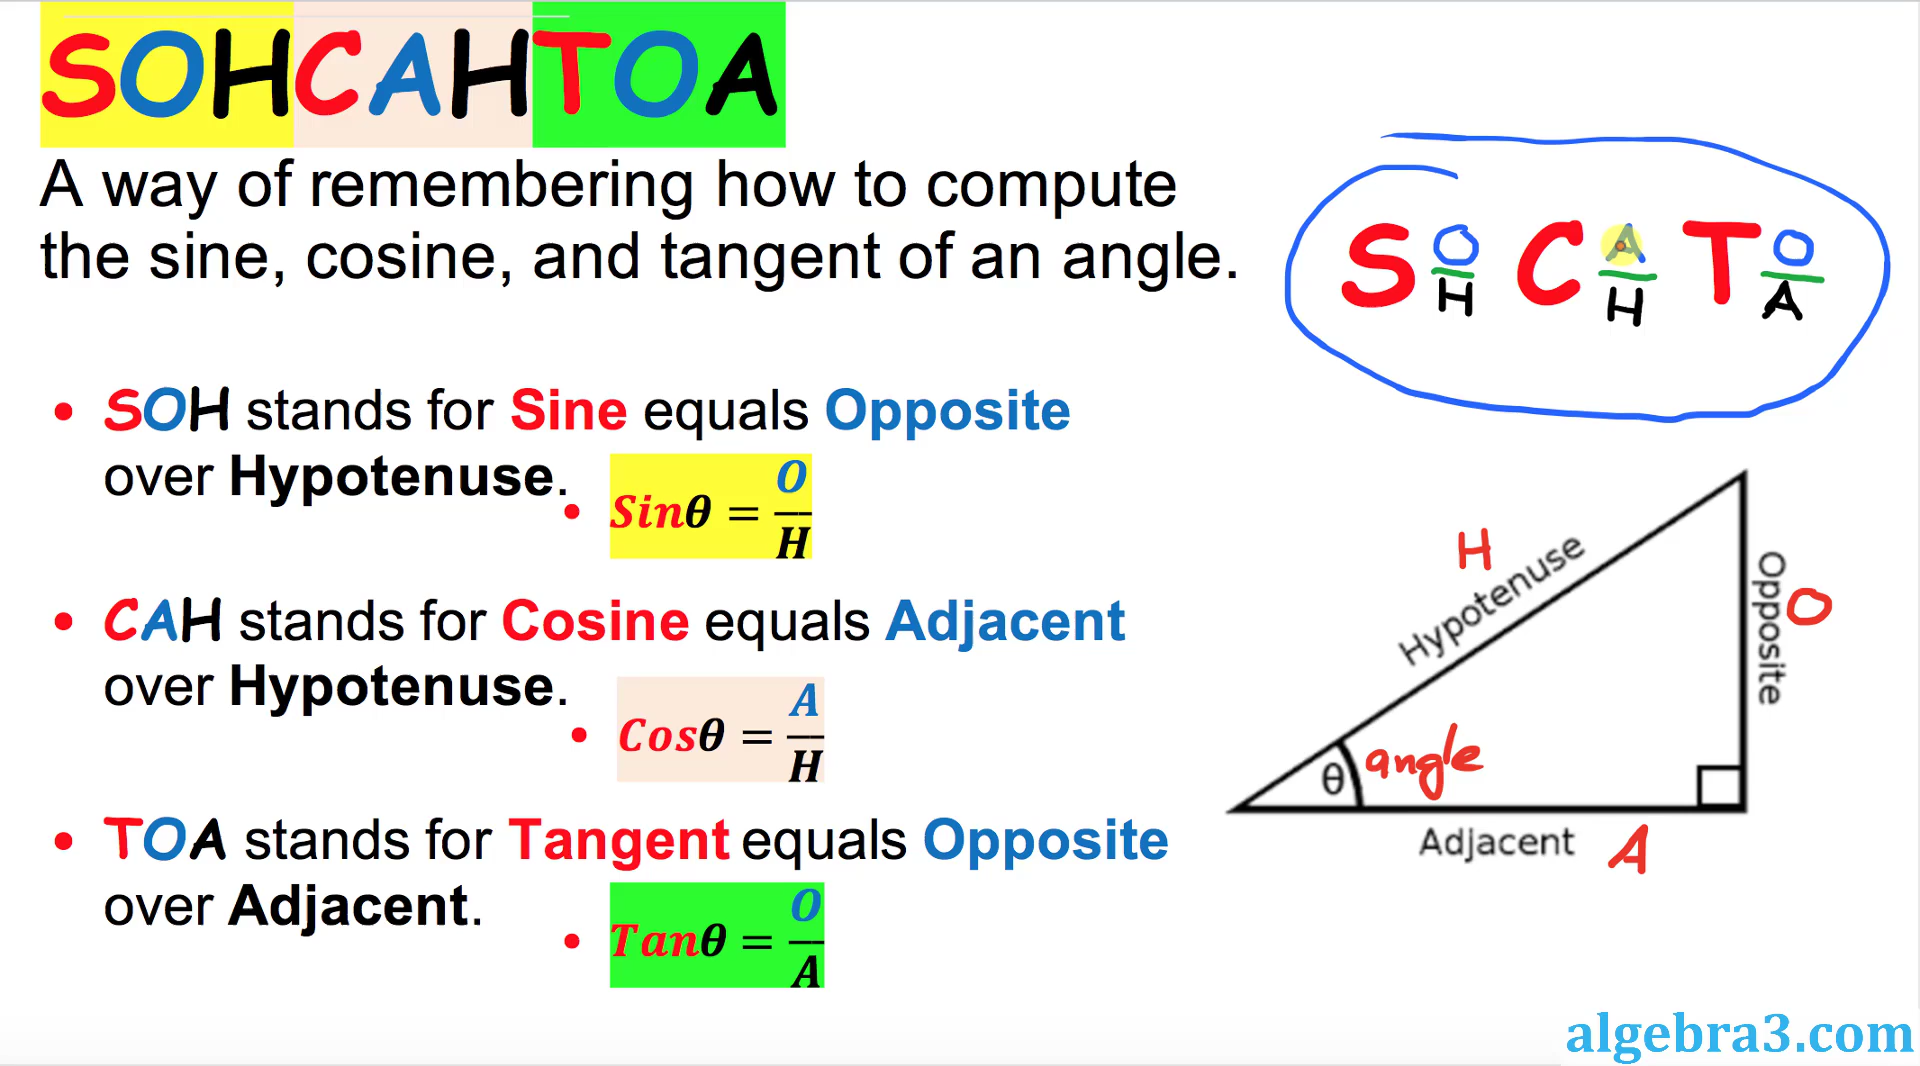 SOHCAHTOA
A way of remembering how to compute
the sine, cosine, and tangent of an angle.
S O/H C A/H T O/A
• SOH stands for Sine equals Opposite
over Hypotenuse.
• Sinθ = O/H
• CAH stands for Cosine equals Adjacent
over Hypotenuse.
• Cosθ = A/H
• TOA stands for Tangent equals Opposite
over Adjacent.
• Tanθ = O/A
H
Hypotenuse
Opposite
O
θ angle
Adjacent A
algebra3.com